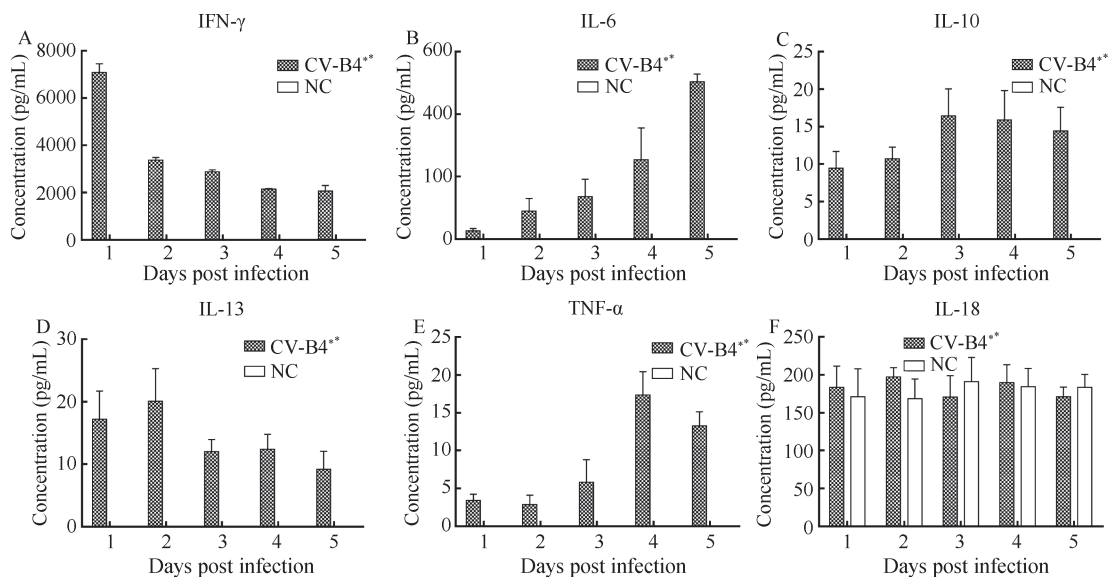 IFN-γ
A
Concentration (pg/mL)
8000
6000
4000
2000
0
CV-B4**
NC
1 2 3 4 5
Days post infection
IL-6
B
Concentration (pg/mL)
600
400
100
0
CV-B4**
NC
1 2 3 4 5
Days post infection
IL-10
C
Concentration (pg/mL)
25
20
15
10
5
0
CV-B4**
NC
1 2 3 4 5
Days post infection
IL-13
D
Concentration (pg/mL)
30
20
10
0
CV-B4**
NC
1 2 3 4 5
Days post infection
TNF-α
E
Concentration (pg/mL)
25
20
15
10
5
0
CV-B4**
NC
1 2 3 4 5
Days post infection
IL-18
F
Concentration (pg/mL)
250
200
150
100
50
0
CV-B4**
NC
1 2 3 4 5
Days post infection